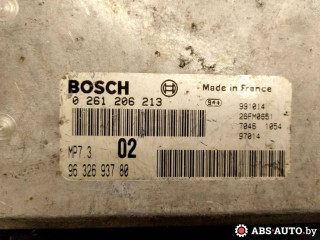 BOSCH
Made in France
0 261 206 213
S44
991014
26FM0651
7046 1054
97014
MP7 3 02
96 326 937 80
ABS-AUTO.by